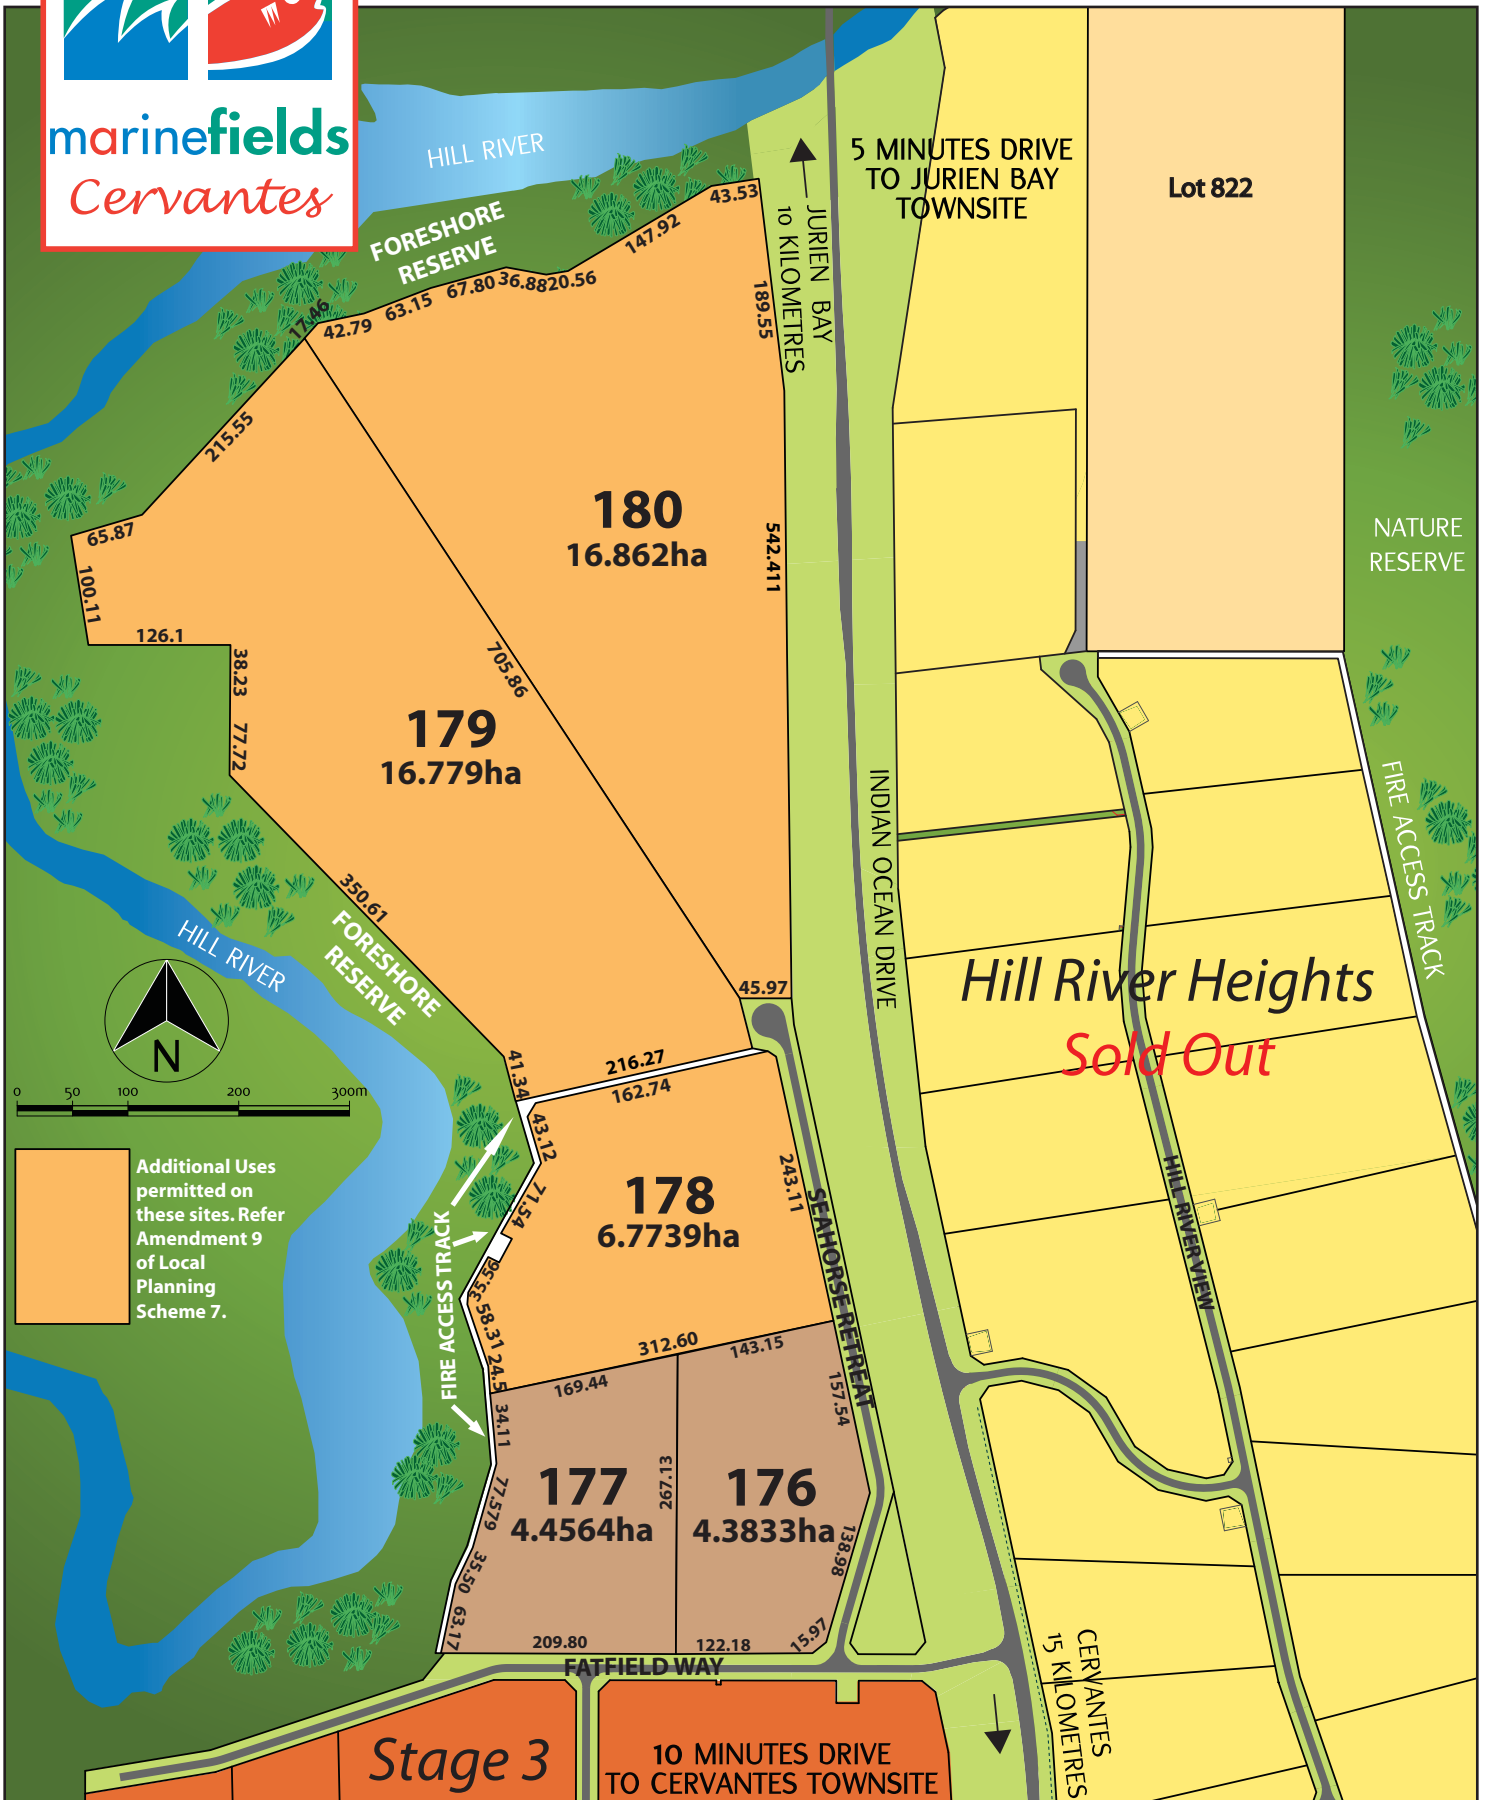 marinefields
Cervantes
HILL RIVER
FORESHORE
RESERVE
5 MINUTES DRIVE
TO JURIEN BAY
TOWNSITE
Lot 822
JURIEN BAY
10 KILOMETRES
43.53
147.92
20.56
36.88
67.80
63.15
42.79
17.46
189.55
215.55
180
16.862ha
542.411
65.87
100.11
126.1
38.23
77.72
705.86
179
16.779ha
NATURE
RESERVE
FIRE ACCESS TRACK
INDIAN OCEAN DRIVE
350.61
FORESHORE
RESERVE
HILL RIVER
N
0 50 100 200 300m
Hill River Heights
Sold Out
45.97
41.34
216.27
162.74
43.12
71.54
178
6.7739ha
243.11
SEAHORSE RETREAT
HILL RIVER VIEW
Additional Uses
permitted on
these sites. Refer
Amendment 9
of Local
Planning
Scheme 7.
FIRE ACCESS TRACK
35.56
58.31
24.5
312.60
169.44
143.15
157.54
34.11
77.579
35.50
63.17
177
4.4564ha
267.13
176
4.3833ha
138.98
15.97
209.80
122.18
FATFIELD WAY
CERVANTES
15 KILOMETRES
Stage 3
10 MINUTES DRIVE
TO CERVANTES TOWNSITE